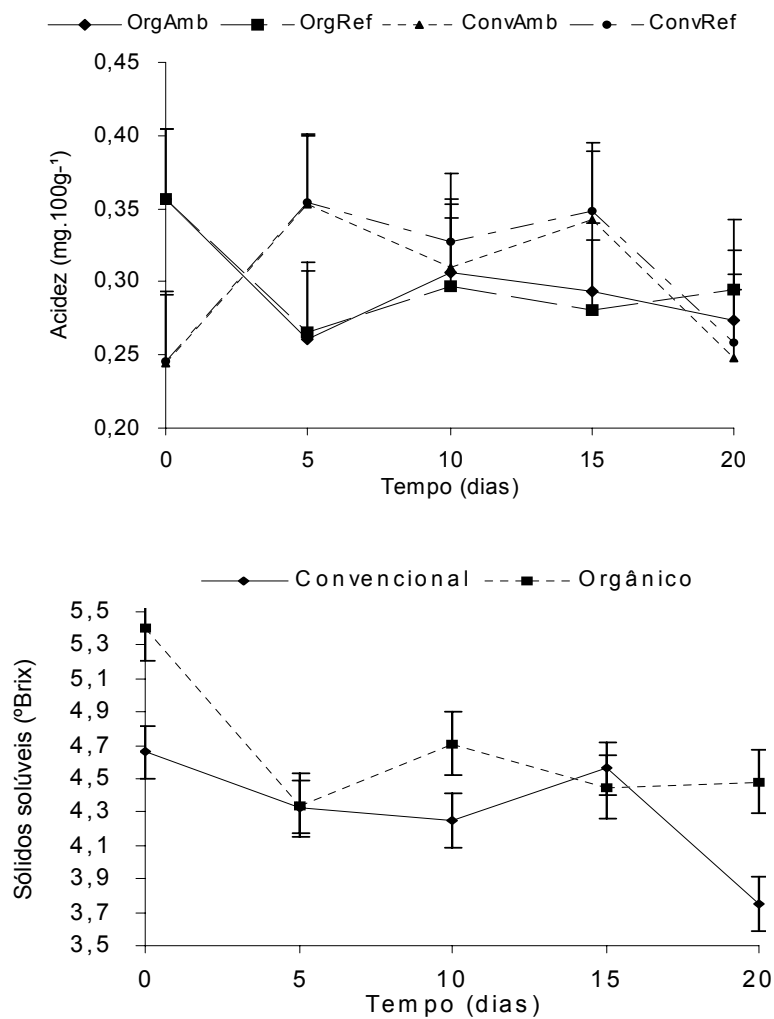 OrgAmb OrgRef ConvAmb ConvRef
0,45
0,40
0,35
0,30
0,25
0,20
Acidez (mg.100g-¹)
0 5 10 15 20
Tempo (dias)
Convencional Orgânico
5,5
5,3
5,1
4,9
4,7
4,5
4,3
4,1
3,9
3,7
3,5
Sólidos solúveis (ºBrix)
0 5 10 15 20
Tempo (dias)